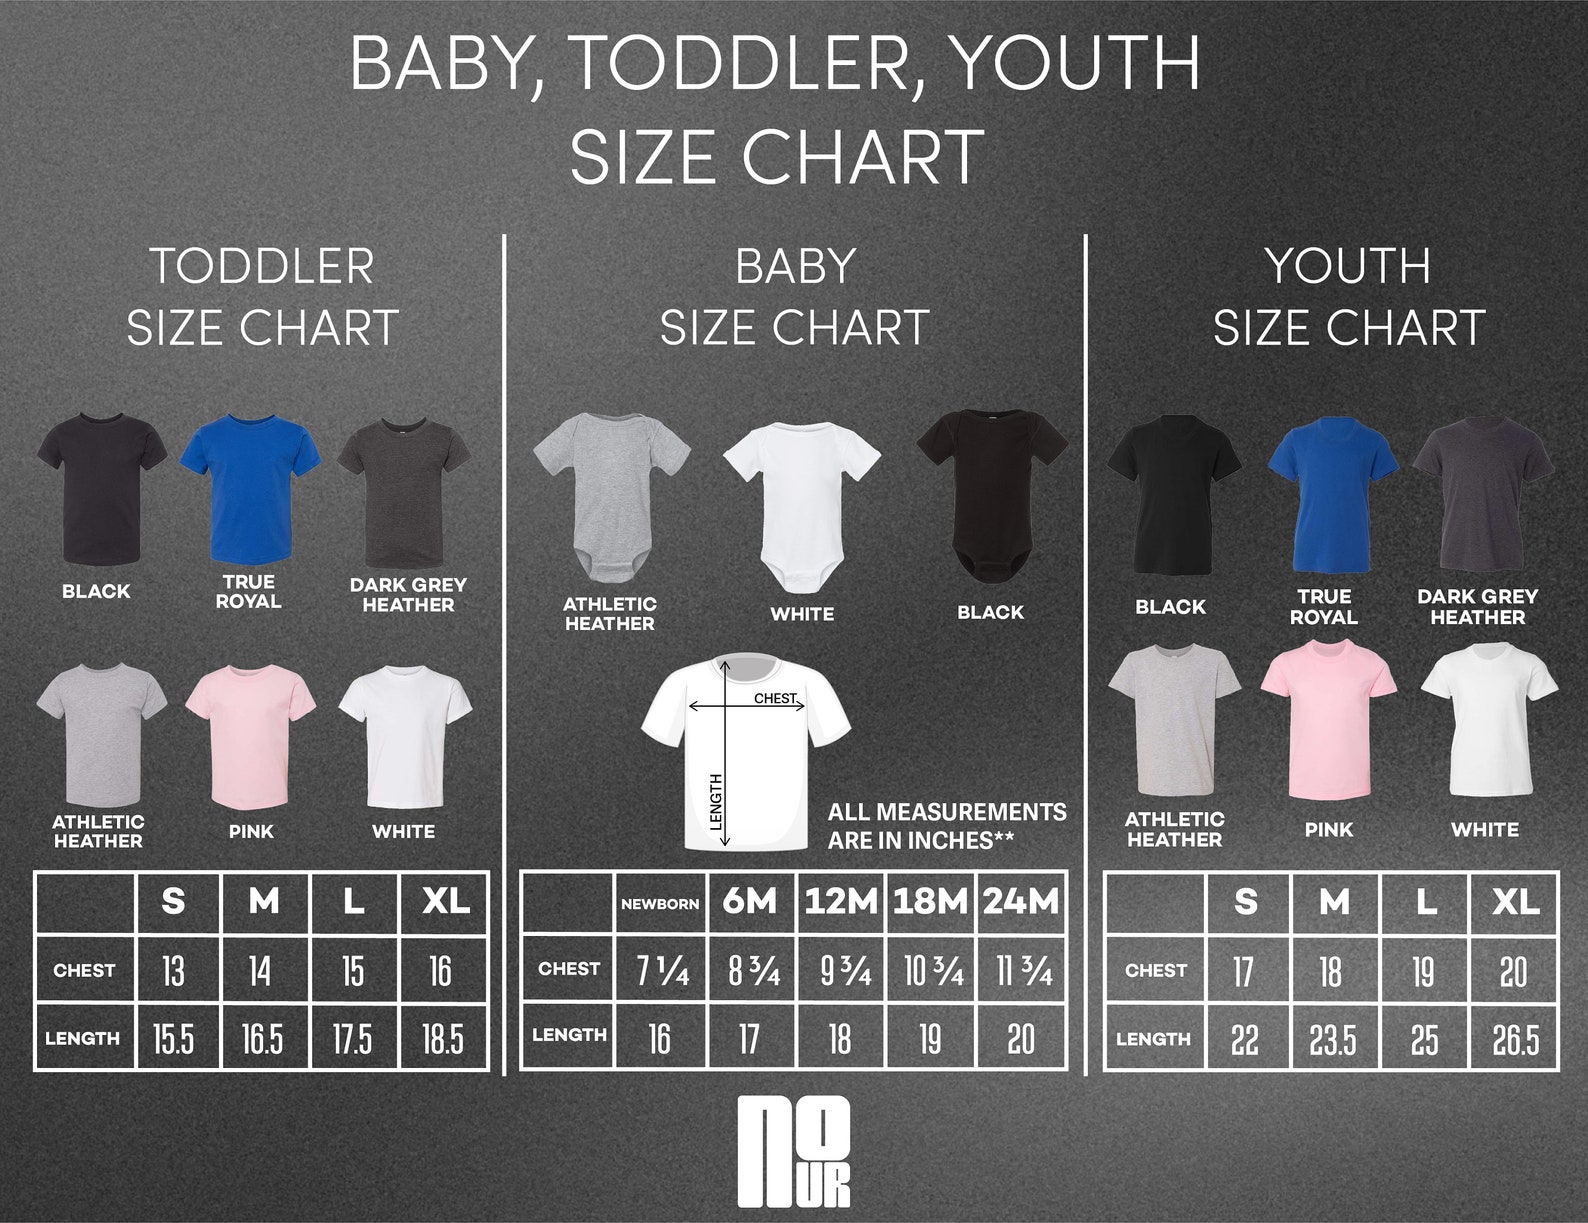 BABY, TODDLER, YOUTH
SIZE CHART
TODDLER
SIZE CHART
BLACK
TRUE
ROYAL
DARK GREY
HEATHER
ATHLETIC
HEATHER
PINK
WHITE
S M L XL
CHEST 13 14 15 16
LENGTH 15.5 16.5 17.5 18.5
BABY
SIZE CHART
ATHLETIC
HEATHER
WHITE
BLACK
CHEST
LENGTH
ALL MEASUREMENTS
ARE IN INCHES**
NEWBORN 6M 12M 18M 24M
CHEST 7 ¼ 8 ¾ 9 ¾ 10 ¾ 11 ¾
LENGTH 16 17 18 19 20
YOUTH
SIZE CHART
BLACK
TRUE
ROYAL
DARK GREY
HEATHER
ATHLETIC
HEATHER
PINK
WHITE
S M L XL
CHEST 17 18 19 20
LENGTH 22 23.5 25 26.5
NOUR